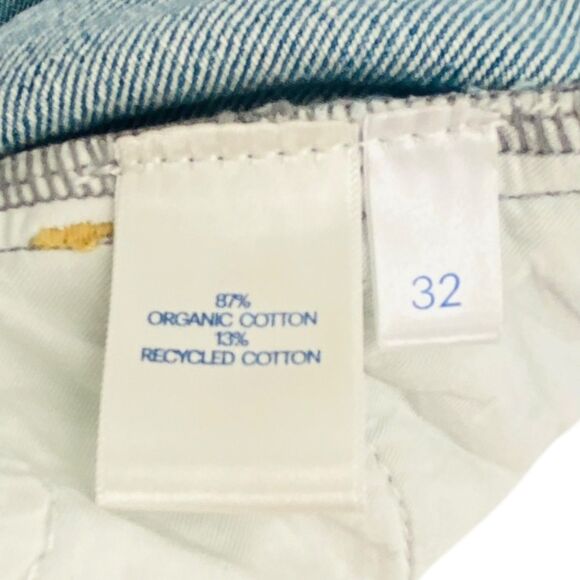 87%
ORGANIC COTTON
13%
RECYCLED COTTON
32